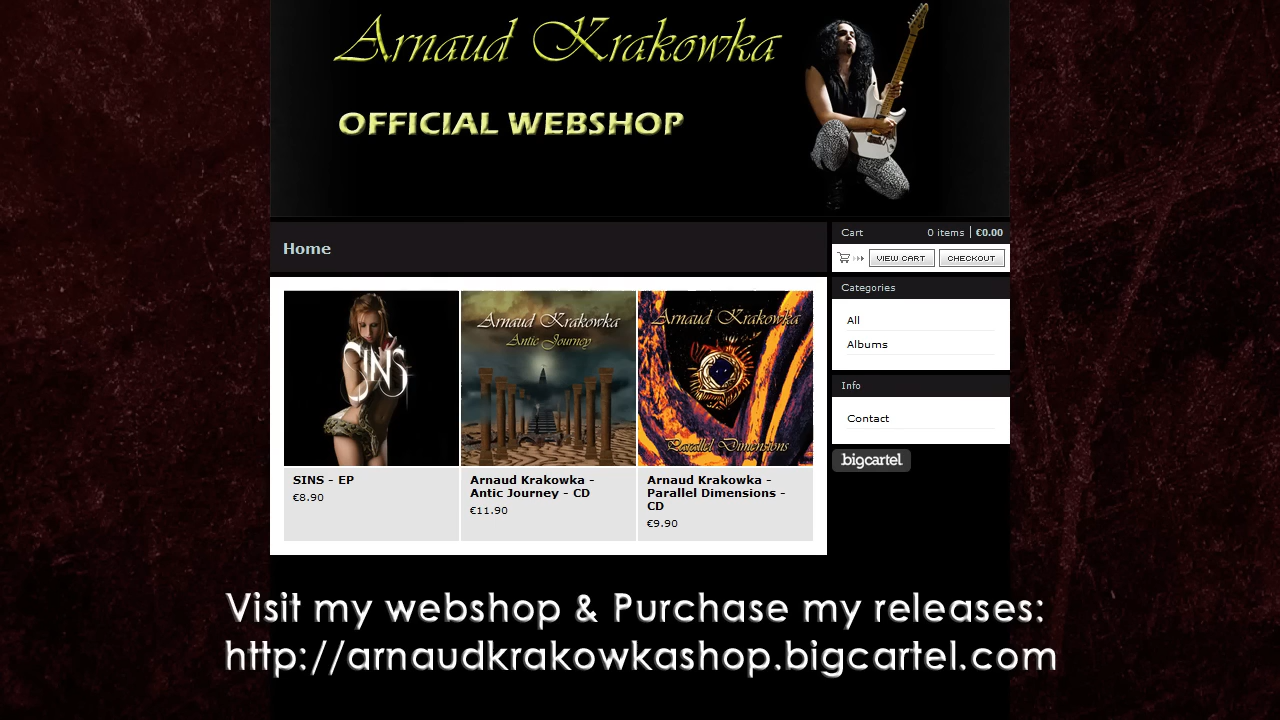 Arnaud Krakowka
OFFICIAL WEBSHOP
Home
Cart 0 items | €0.00
VIEW CART CHECKOUT
Categories
All
Albums
Info
Contact
bigcartel
SINS
Arnaud Krakowka
Antic Journey
Arnaud Krakowka
Parallel Dimensions
SINS - EP
€8.90
Arnaud Krakowka -
Antic Journey - CD
€11.90
Arnaud Krakowka -
Parallel Dimensions -
CD
€9.90
Visit my webshop & Purchase my releases:
http://arnaudkrakowkashop.bigcartel.com